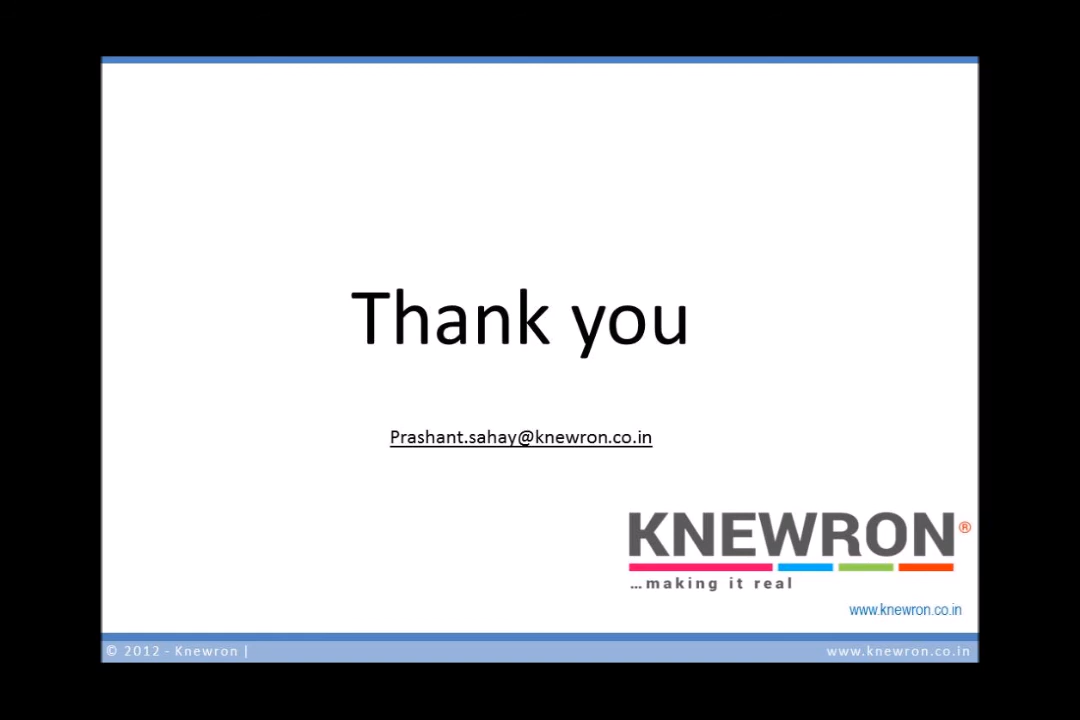 Thank you
Prashant.sahay@knewron.co.in
KNEWRON®
...making it real
www.knewron.co.in
© 2012 - Knewron |
www.knewron.co.in